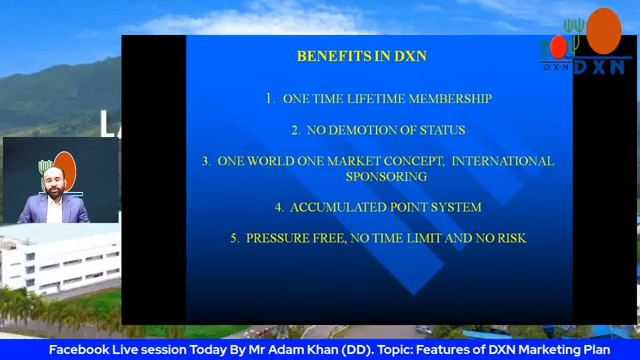 BENEFITS IN DXN
1. ONE TIME LIFETIME MEMBERSHIP
2. NO DEMOTION OF STATUS
3. ONE WORLD ONE MARKET CONCEPT, INTERNATIONAL
SPONSORING
4. ACCUMULATED POINT SYSTEM
5. PRESSURE FREE, NO TIME LIMIT AND NO RISK
DXN
DXN
Facebook Live session Today By Mr Adam Khan (DD). Topic: Features of DXN Marketing Plan